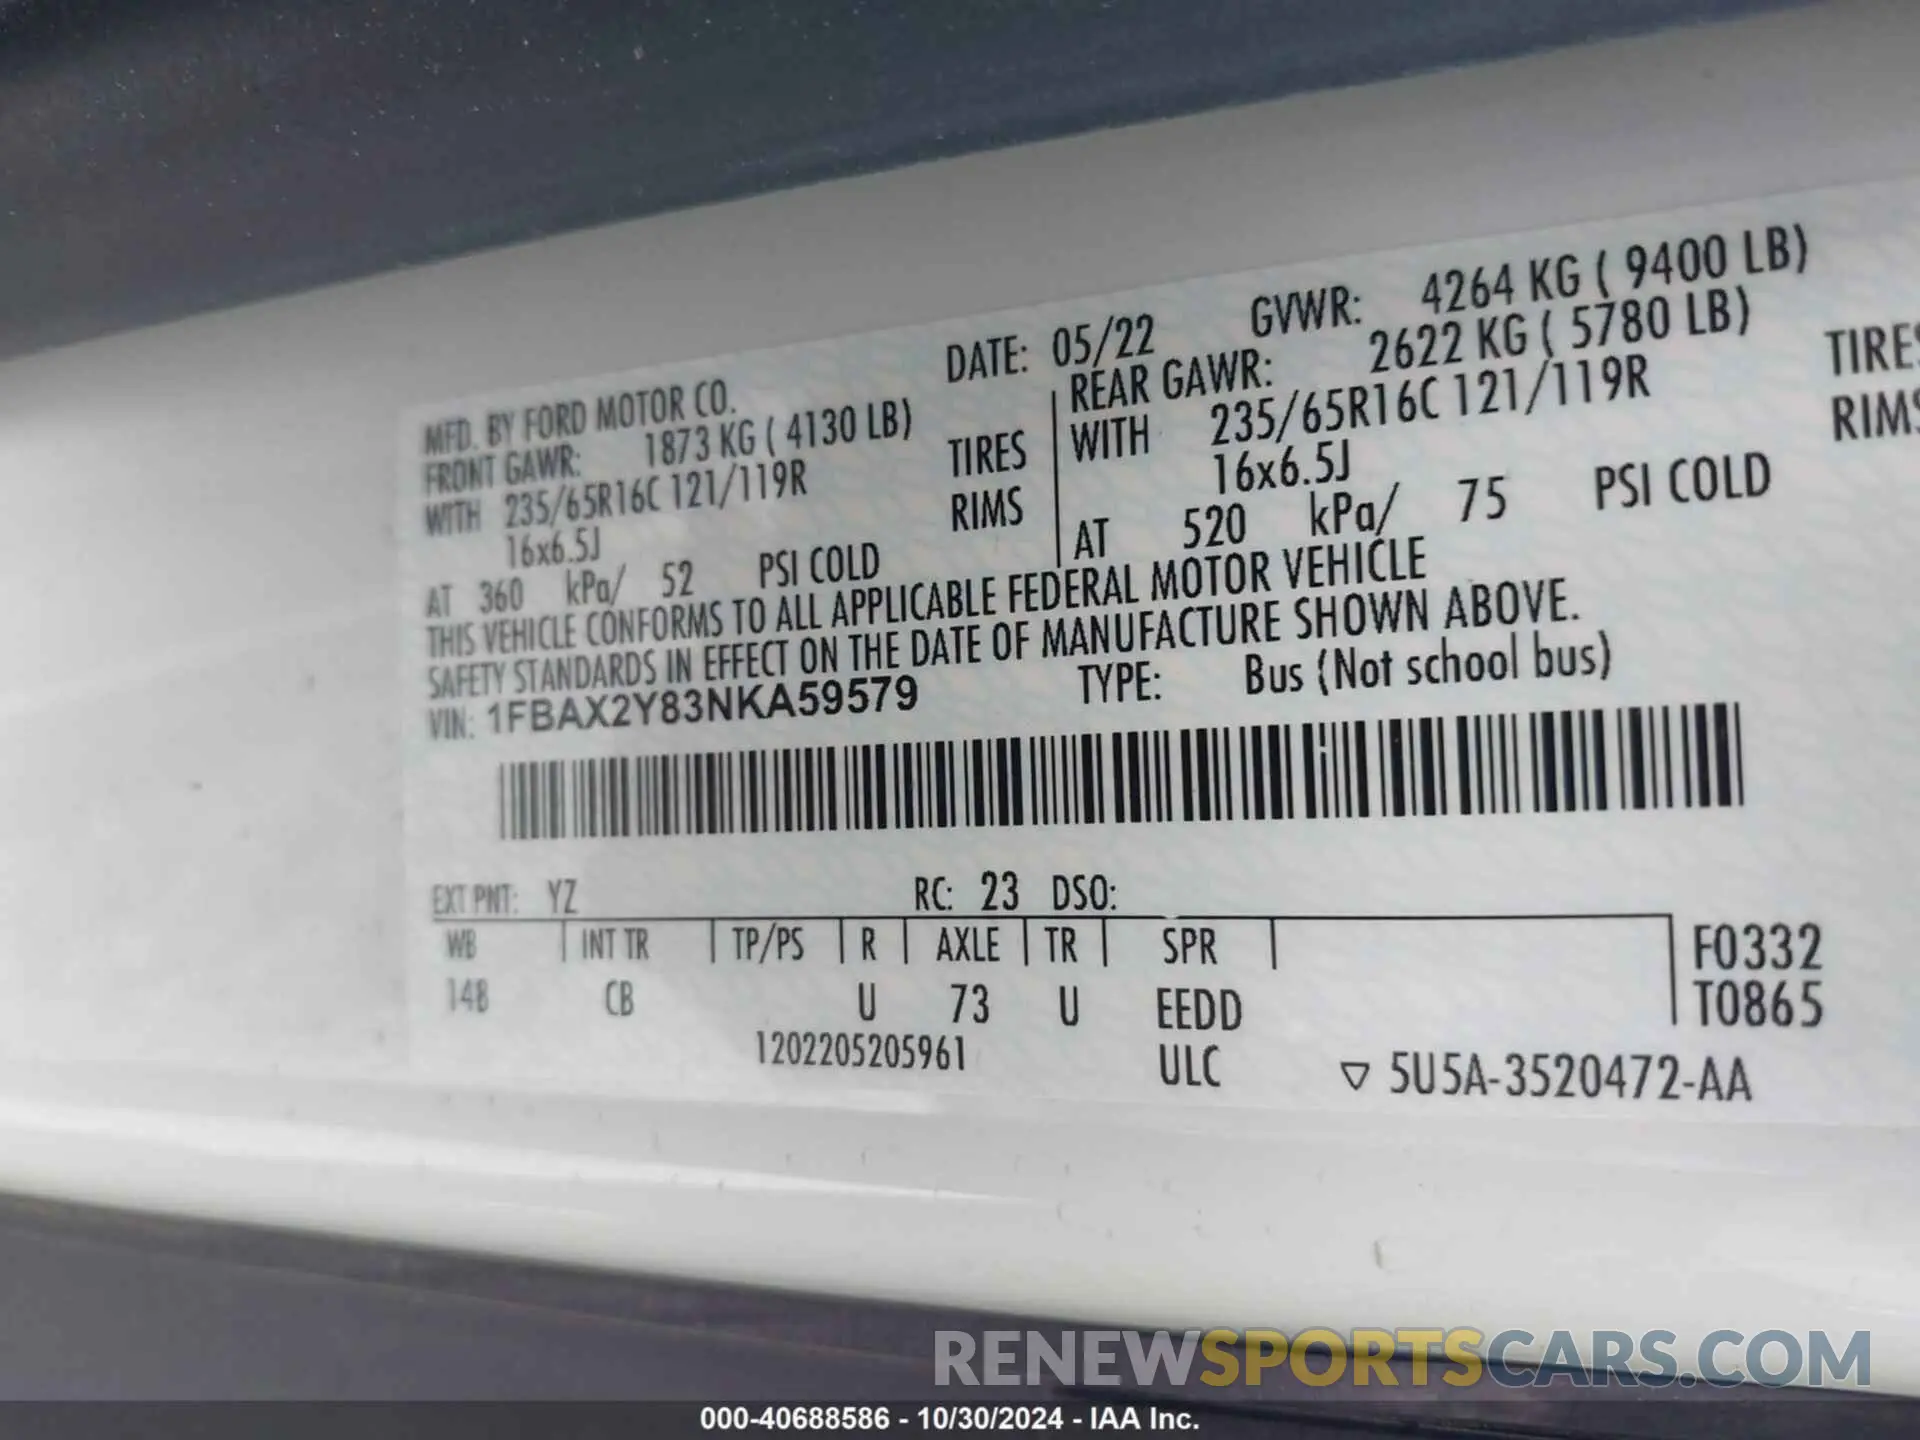 MFD. BY FORD MOTOR CO. DATE: 05/22 GVWR: 4264 KG ( 9400 LB)
FRONT GAWR: 1873 KG ( 4130 LB) REAR GAWR: 2622 KG ( 5780 LB)
WITH 235/65R16C 121/119R TIRES WITH 235/65R16C 121/119R TIRES
16x6.5J RIMS 16x6.5J RIMS
AT 360 kPa/ 52 PSI COLD AT 520 kPa/ 75 PSI COLD
THIS VEHICLE CONFORMS TO ALL APPLICABLE FEDERAL MOTOR VEHICLE
SAFETY STANDARDS IN EFFECT ON THE DATE OF MANUFACTURE SHOWN ABOVE.
VIN: 1FBAX2Y83NKA59579 TYPE: Bus (Not school bus)
EXT PNT: YZ RC: 23 DSO:
WB INT TR TP/PS R AXLE TR SPR F0332
148 CB U 73 U EEDD T0865
1202205205961 ULC ▽ 5U5A-3520472-AA
RENEWSPORTSCARS.COM
000-40688586 - 10/30/2024 - IAA Inc.